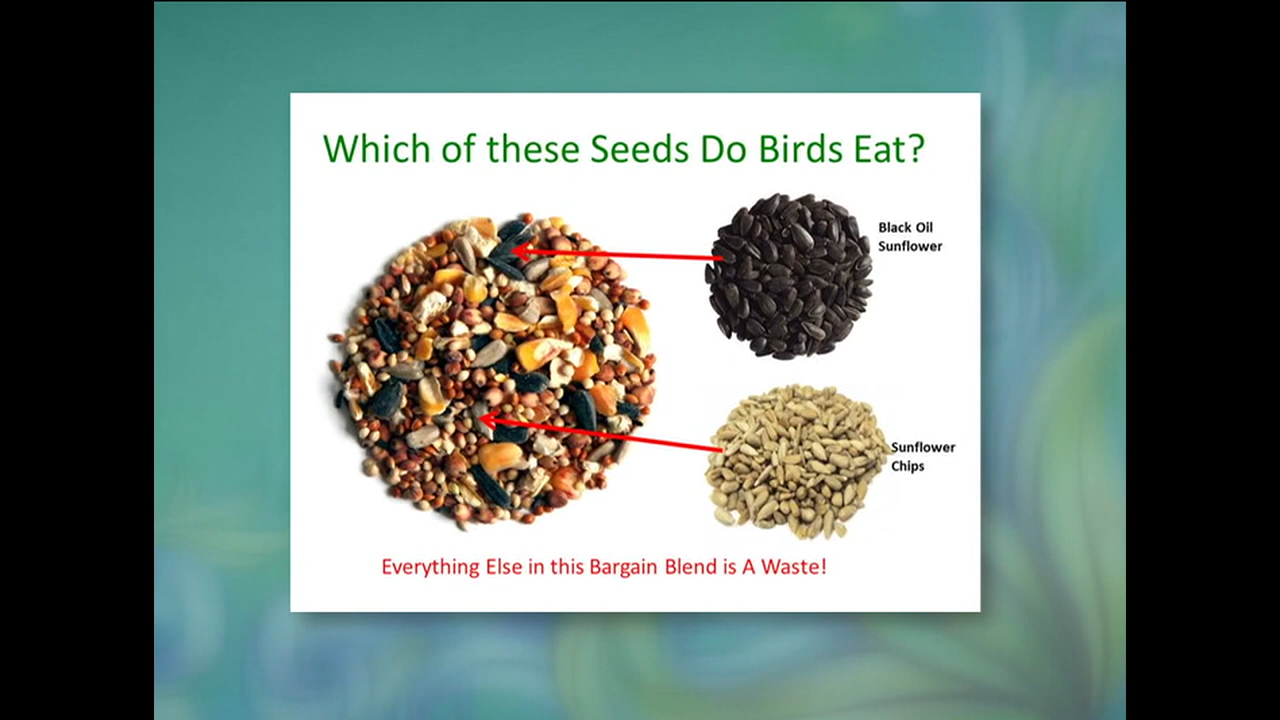 Which of these Seeds Do Birds Eat?
Black Oil
Sunflower
Sunflower
Chips
Everything Else in this Bargain Blend is A Waste!